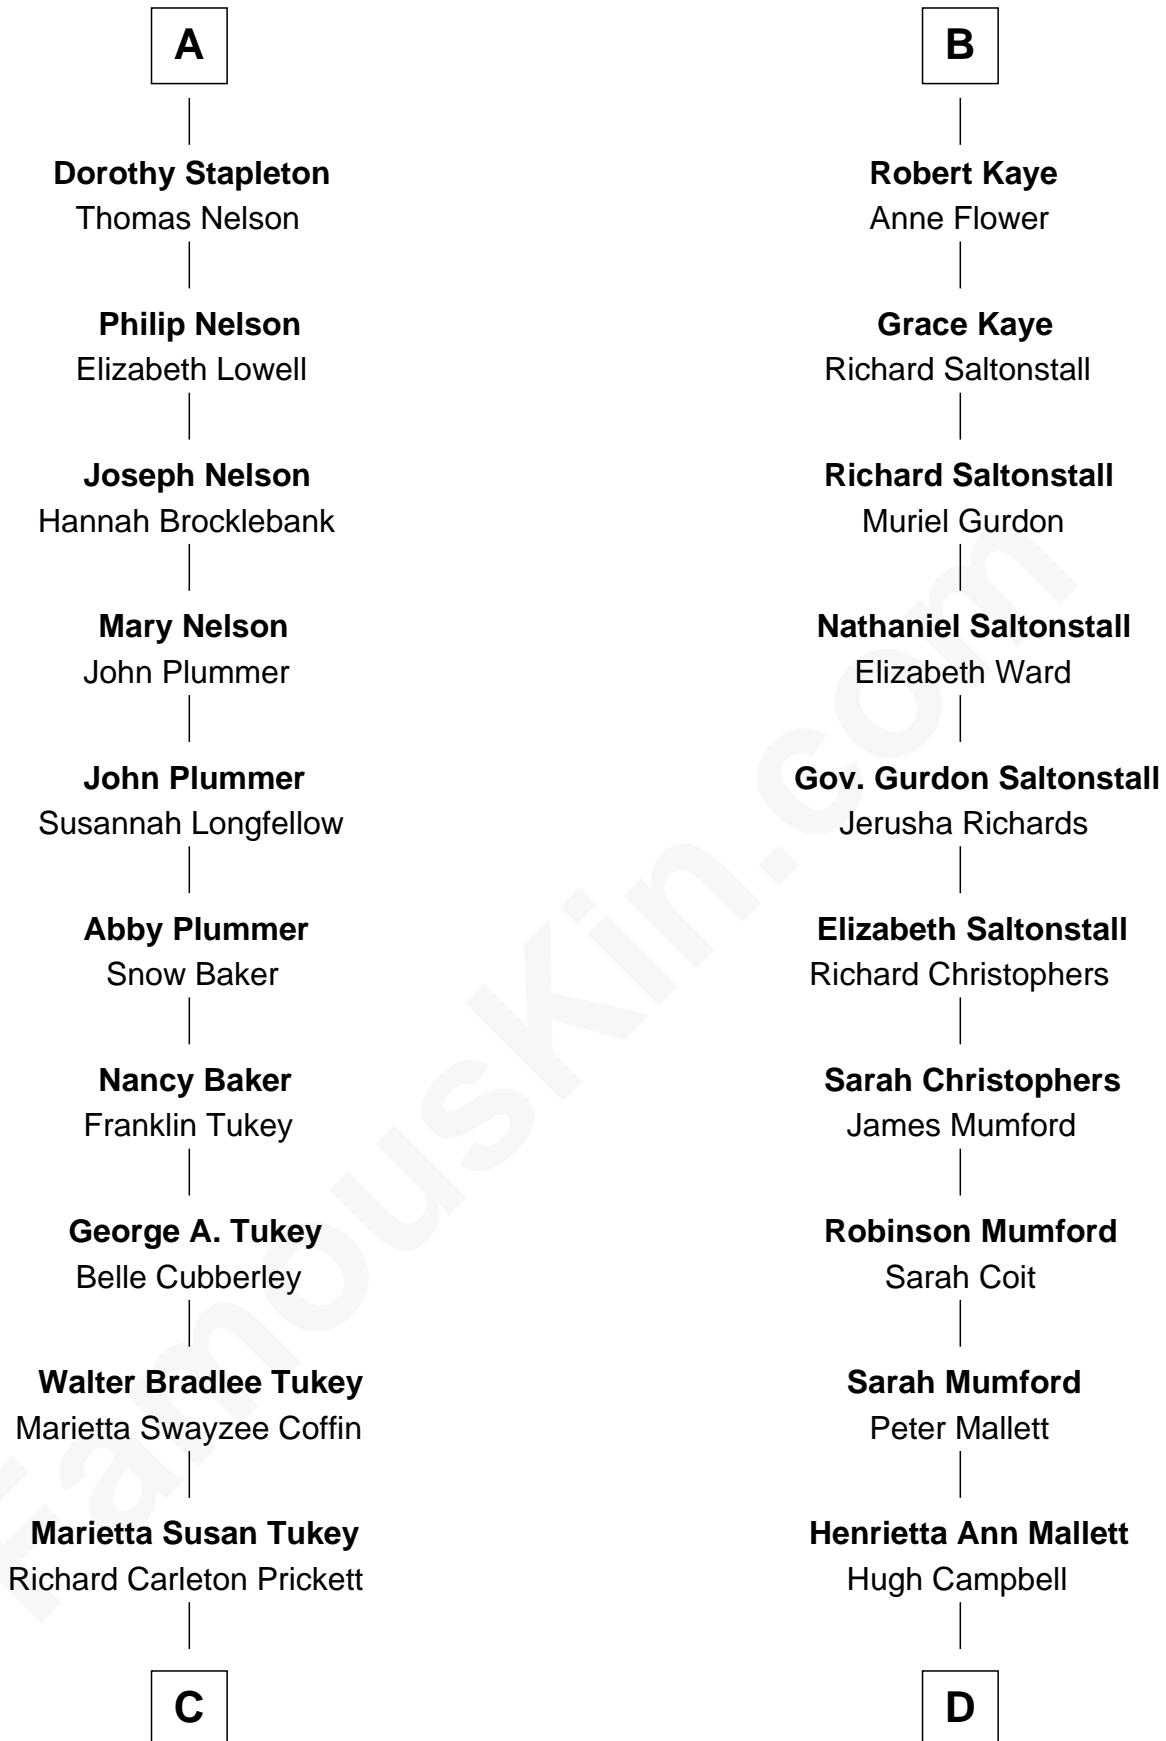 A
Dorothy Stapleton
Thomas Nelson
Philip Nelson
Elizabeth Lowell
Joseph Nelson
Hannah Brocklebank
Mary Nelson
John Plummer
John Plummer
Susannah Longfellow
Abby Plummer
Snow Baker
Nancy Baker
Franklin Tukey
George A. Tukey
Belle Cubberley
Walter Bradlee Tukey
Marietta Swayzee Coffin
Marietta Susan Tukey
Richard Carleton Prickett
C
B
Robert Kaye
Anne Flower
Grace Kaye
Richard Saltonstall
Richard Saltonstall
Muriel Gurdon
Nathaniel Saltonstall
Elizabeth Ward
Gov. Gurdon Saltonstall
Jerusha Richards
Elizabeth Saltonstall
Richard Christophers
Sarah Christophers
James Mumford
Robinson Mumford
Sarah Coit
Sarah Mumford
Peter Mallett
Henrietta Ann Mallett
Hugh Campbell
D
FamousKin.com